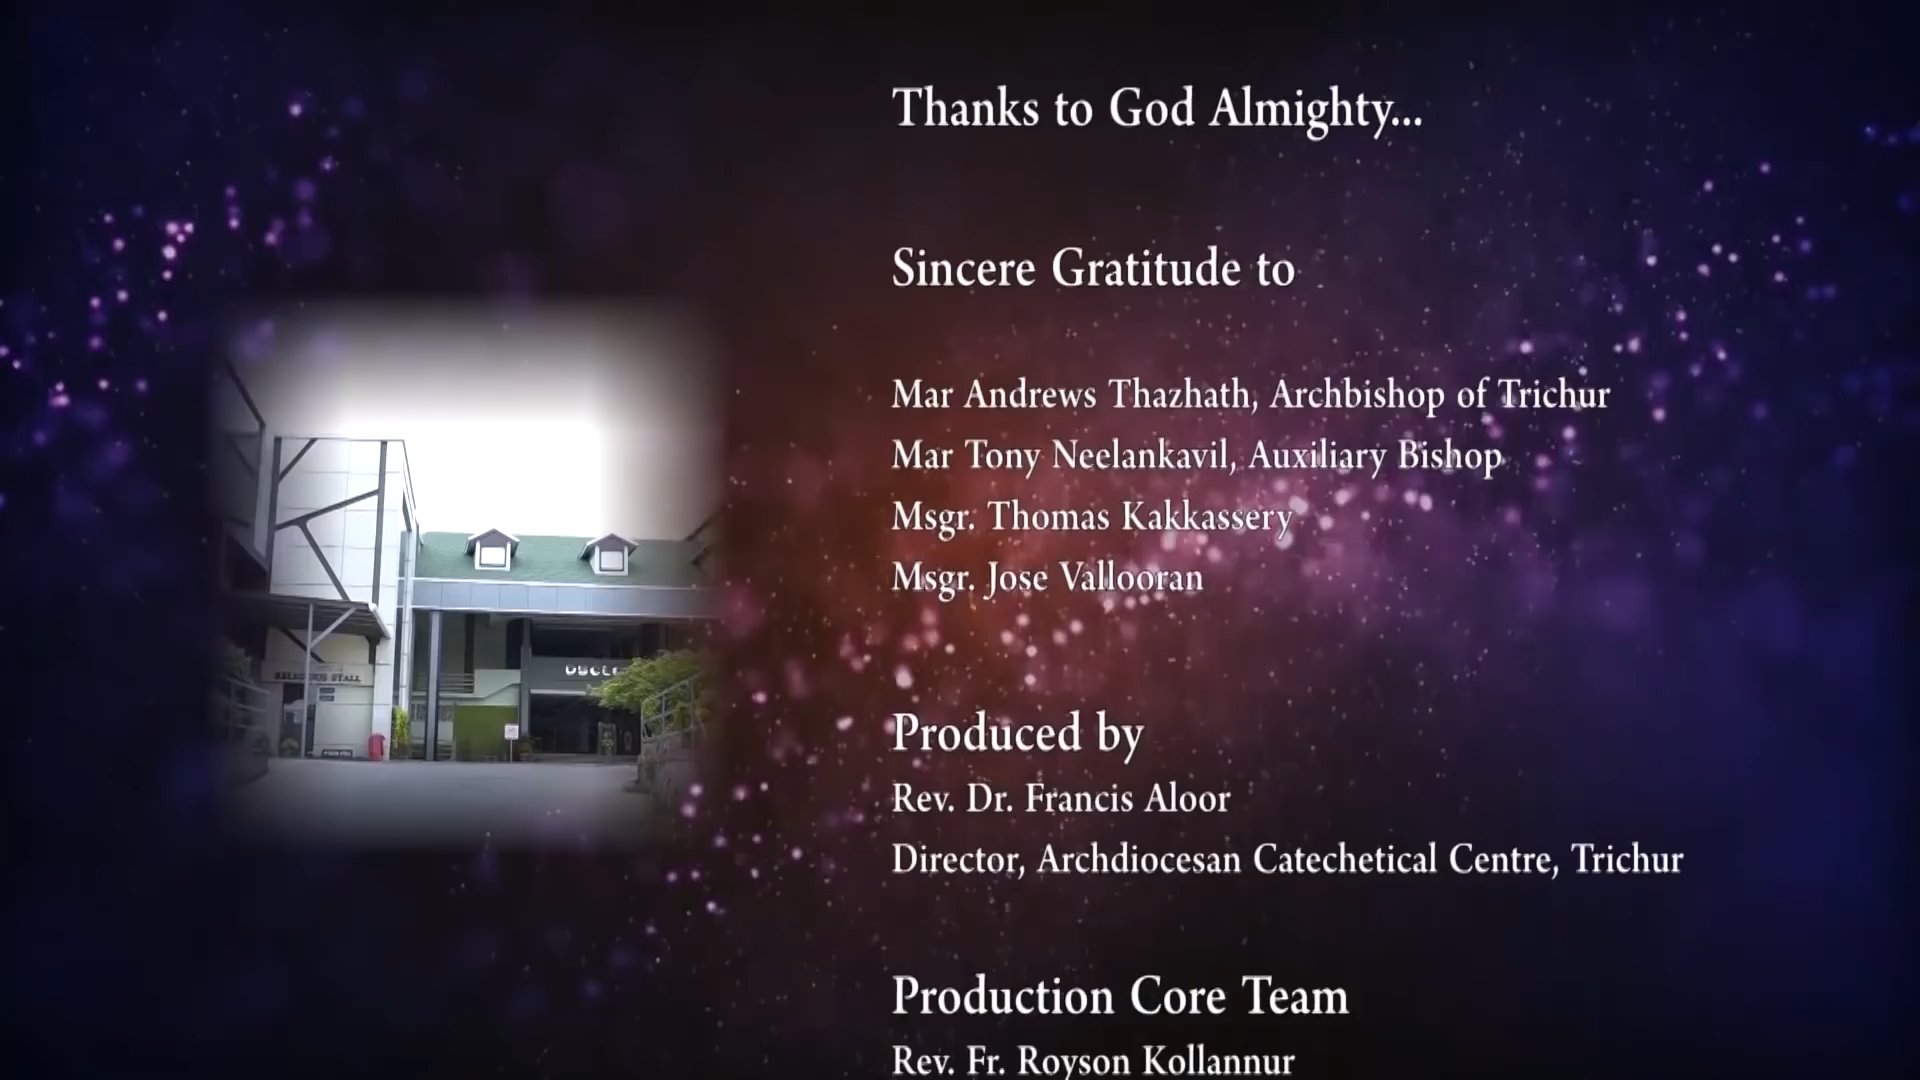 Thanks to God Almighty...
Sincere Gratitude to
Mar Andrews Thazhath, Archbishop of Trichur
Mar Tony Neelankavil, Auxiliary Bishop
Msgr. Thomas Kakkassery
Msgr. Jose Vallooran
RELIGIOUS STALL
Produced by
Rev. Dr. Francis Aloor
Director, Archdiocesan Catechetical Centre, Trichur
Production Core Team
Rev. Fr. Royson Kollannur